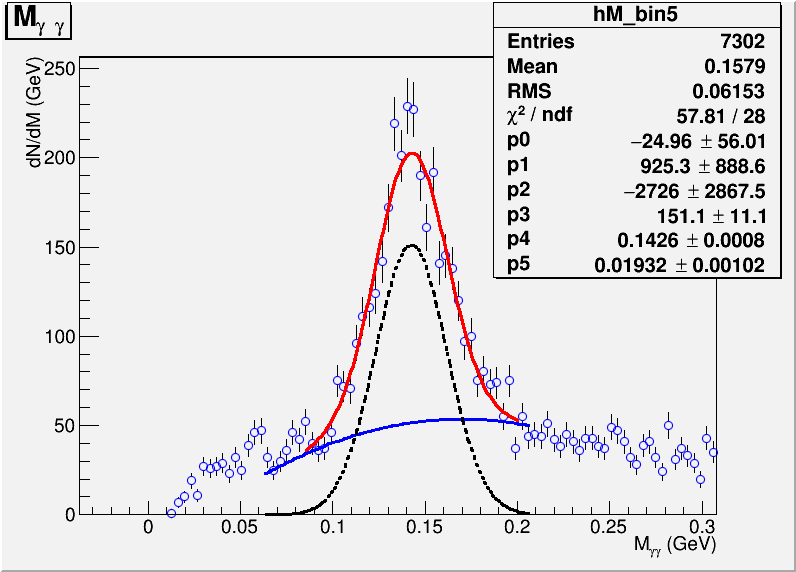 Mγ γ
hM_bin5
Entries 7302
Mean 0.1579
RMS 0.06153
χ² / ndf 57.81 / 28
p0 −24.96 ± 56.01
p1 925.3 ± 888.6
p2 −2726 ± 2867.5
p3 151.1 ± 11.1
p4 0.1426 ± 0.0008
p5 0.01932 ± 0.00102
dN/dM (GeV)
250
200
150
100
50
0
0 0.05 0.1 0.15 0.2 0.25 0.3
Mγγ (GeV)